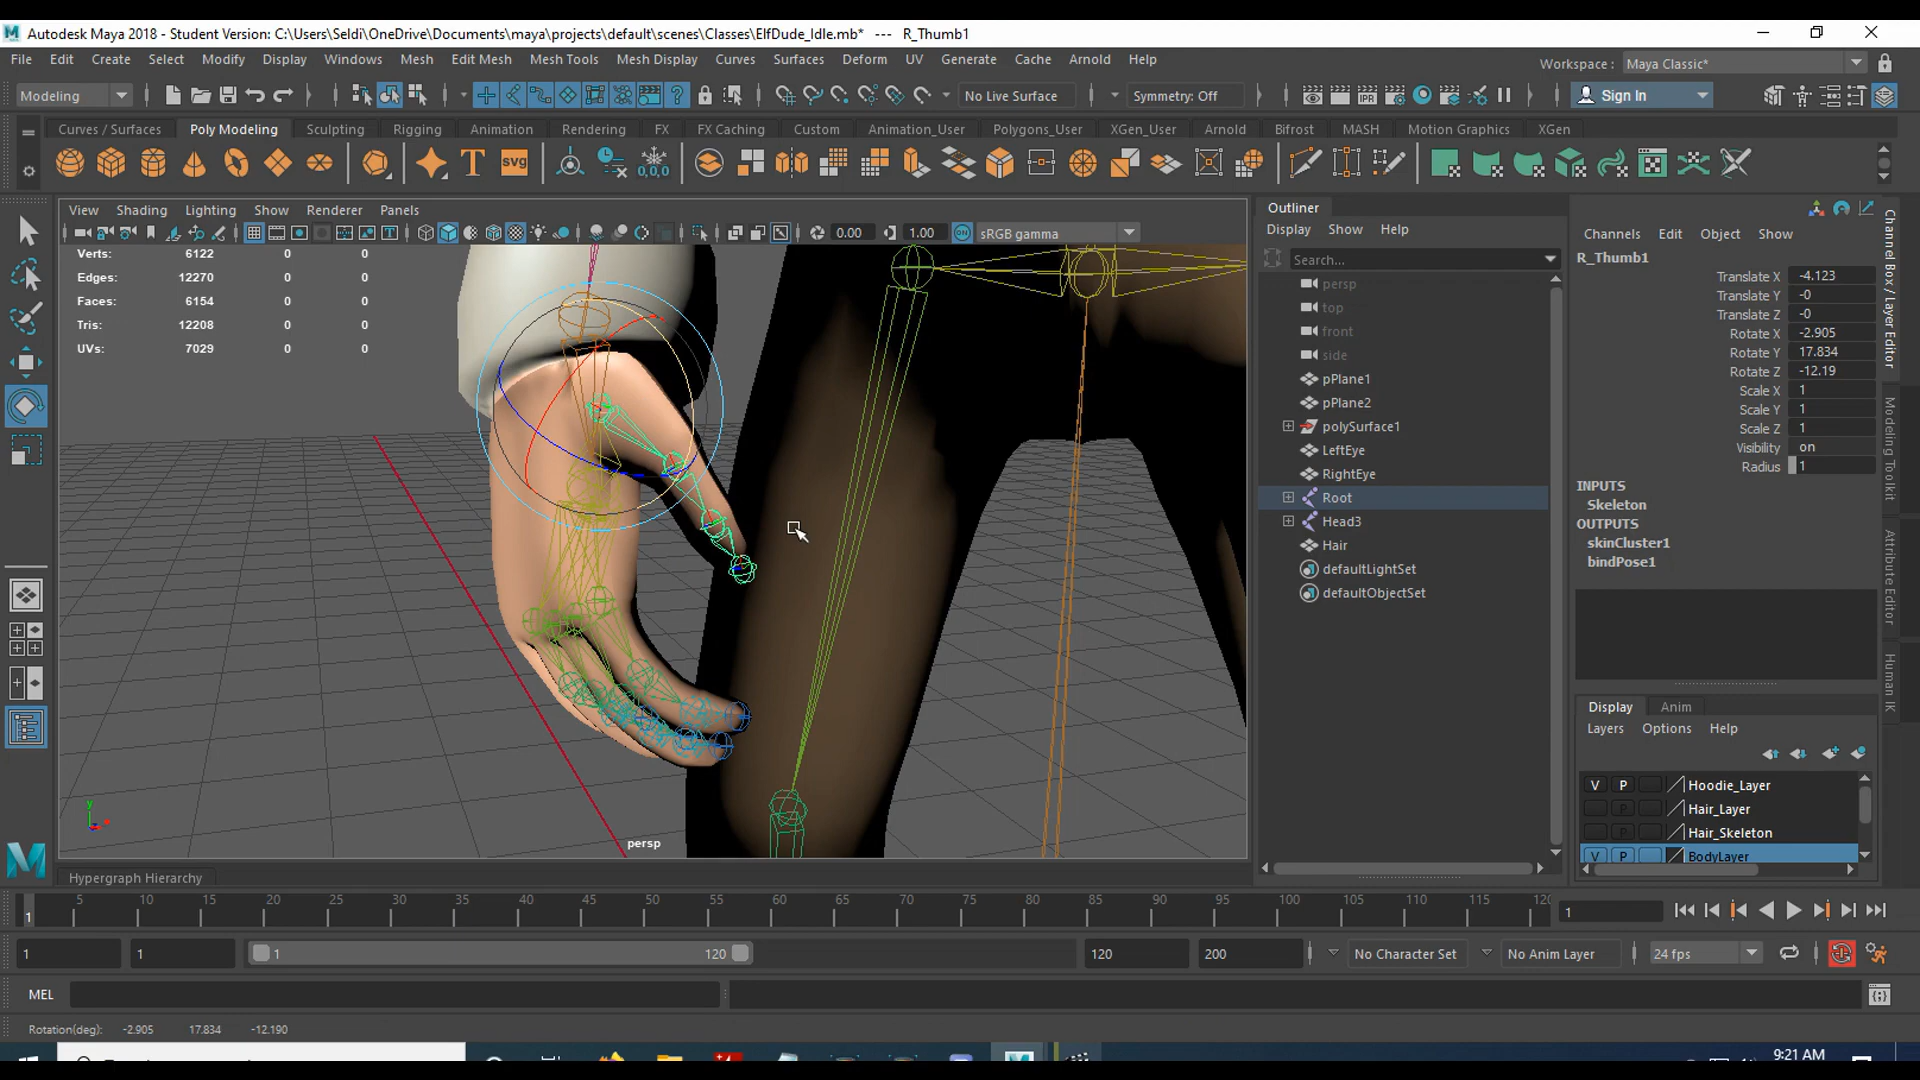 Autodesk Maya 2018 - Student Version: C:\Users\Seldi\OneDrive\Documents\maya\projects\default\scenes\Classes\ElfDude_Idle.mb* --- R_Thumb1
File Edit Create Select Modify Display Windows Mesh Edit Mesh Mesh Tools Mesh Display Curves Surfaces Deform UV Generate Cache Arnold Help
Workspace : Maya Classic*
Modeling No Live Surface Symmetry: Off IPR Sign In
Curves / Surfaces Poly Modeling Sculpting Rigging Animation Rendering FX FX Caching Custom Animation_User Polygons_User XGen_User Arnold Bifrost MASH Motion Graphics XGen
T SVG 0,0,0
View Shading Lighting Show Renderer Panels
0.00 1.00 ON sRGB gamma
Verts: 6122 0 0
Edges: 12270 0 0
Faces: 6154 0 0
Tris: 12208 0 0
UVs: 7029 0 0
y
persp
Hypergraph Hierarchy
Outliner
Display Show Help
Search...
persp
top
front
side
pPlane1
pPlane2
polySurface1
LeftEye
RightEye
Root
Head3
Hair
defaultLightSet
defaultObjectSet
Channels Edit Object Show
R_Thumb1
Translate X -4.123
Translate Y -0
Translate Z -0
Rotate X -2.905
Rotate Y 17.834
Rotate Z -12.19
Scale X 1
Scale Y 1
Scale Z 1
Visibility on
Radius 1
INPUTS
Skeleton
OUTPUTS
skinCluster1
bindPose1
Display Anim
Layers Options Help
V P Hoodie_Layer
P Hair_Layer
P Hair_Skeleton
V P BodyLayer
Channel Box / Layer Editor
Modeling Toolkit
Attribute Editor
Human IK
1 5 10 15 20 25 30 35 40 45 50 55 60 65 70 75 80 85 90 95 100 105 110 115 120 1
1 1 1 120 120 200 No Character Set No Anim Layer 24 fps
MEL
Rotation(deg): -2.905 17.834 -12.190
9:21 AM